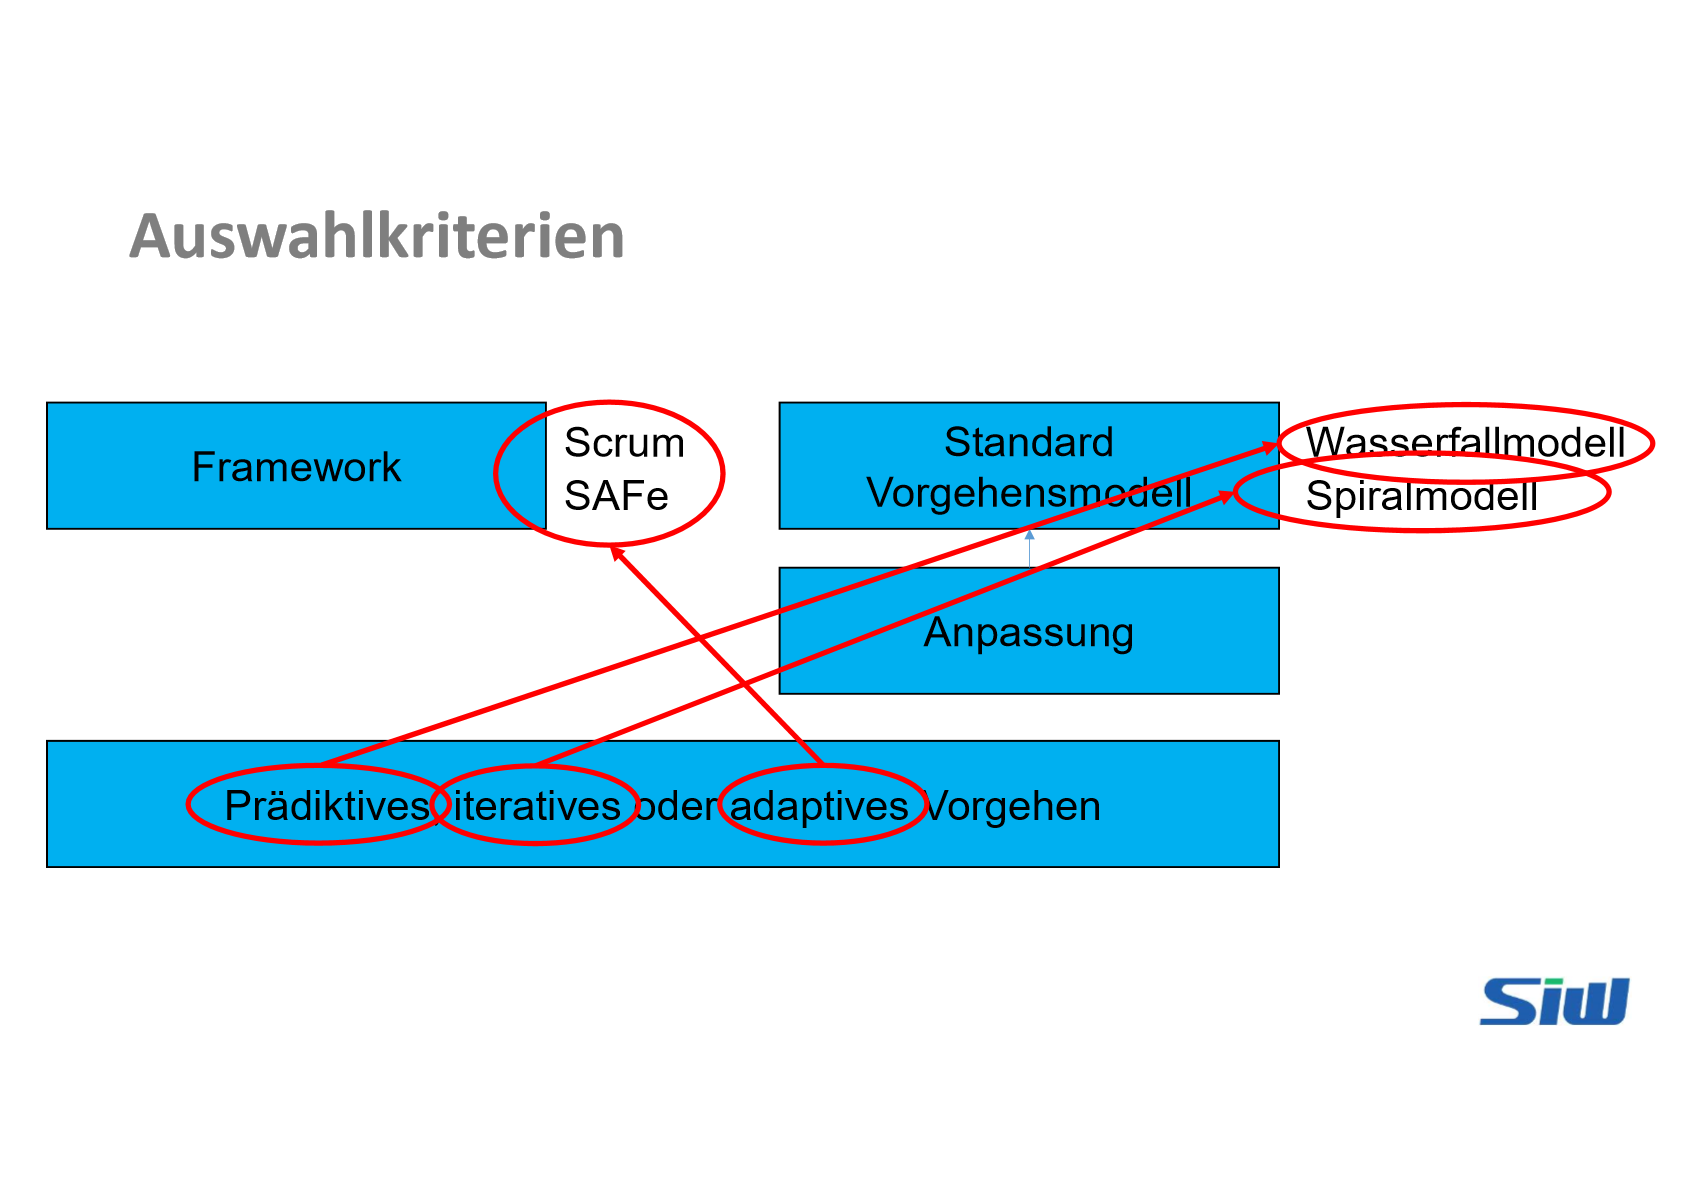 Auswahlkriterien
Framework
Scrum
SAFe
Standard
Vorgehensmodell
Wasserfallmodell
Spiralmodell
Anpassung
Prädiktives, iteratives oder adaptives Vorgehen
Siw